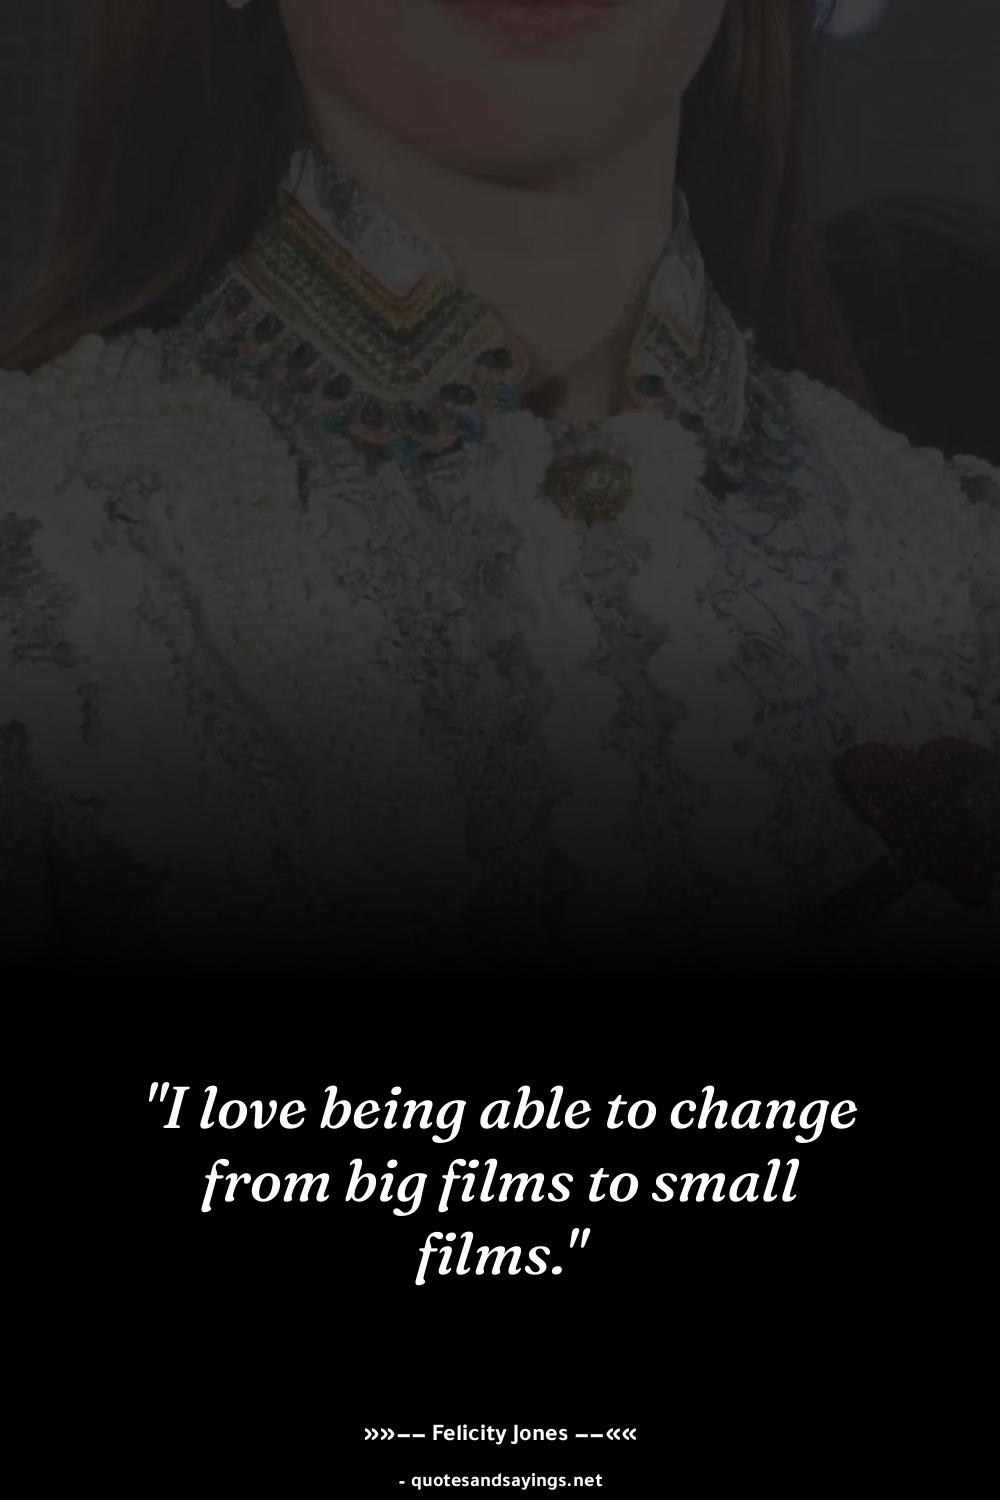 "I love being able to change
from big films to small
films."
»»–– Felicity Jones ––««
- quotesandsayings.net